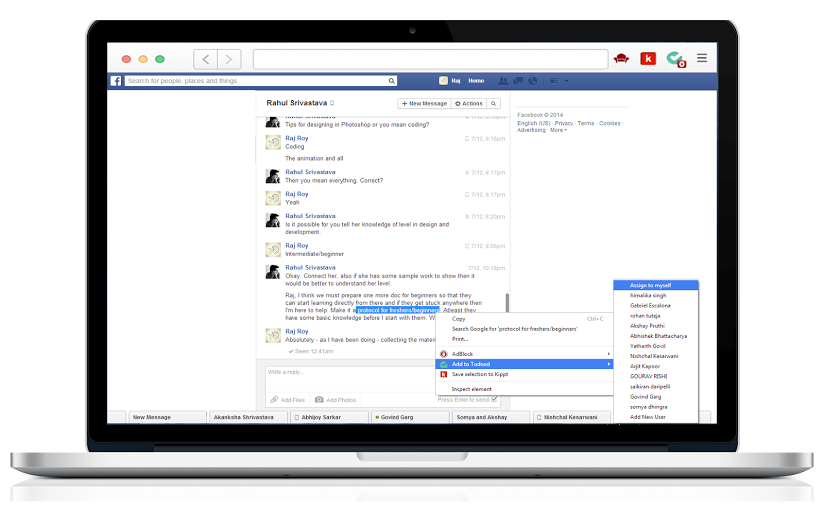 Search for people, places and things
Raj
Home
Rahul Srivastava
+ New Message
Actions
Rahul Srivastava
Tips for designing in Photoshop or you mean coding?
Raj Roy
7/12, 8:16pm
Coding
The animation and all
Rahul Srivastava
7/12, 8:17pm
Then you mean everything. Correct?
Raj Roy
7/12, 8:17pm
Yeah
Rahul Srivastava
7/12, 8:20pm
Is it possible for you tell her knowledge of level in design and
development.
Raj Roy
7/12, 8:56pm
Intermediate/beginner
Rahul Srivastava
7/12, 10:10pm
Okay. Connect her, also if she has some sample work to show then it
would be better to understand her level.
Raj, I think we must prepare one more doc for beginners so that they
can start learning directly from there and if they get stuck anywhere then
I'm here to help. Make it a protocol for freshers/beginners. Atleast they
have some basic knowledge before I start with them. W
Raj Roy
Absolutely - as I have been doing - collecting the mater
Seen 12:41am
Write a reply...
Add Files
Add Photos
Press Enter to send
Facebook © 2014
English (US) · Privacy · Terms · Cookies ·
Advertising · More
Copy Ctrl+C
Search Google for 'protocol for freshers/beginners'
Print...
AdBlock
Add to Todoed
Save selection to Kippt
Inspect element
Assign to myself
himalika singh
Gabriel Escalona
rohan tuteja
Akshay Pruthi
Abhishek Bhattacharya
Yatharth Govil
Nishchal Kesarwani
Arjit Kapoor
GOURAV RISHI
saikiran daripelli
Govind Garg
somya dhingra
Add New User
New Message
Akanksha Shrivastava
Abhijoy Sarkar
Govind Garg
Somya and Akshay
Nishchal Kesarwani